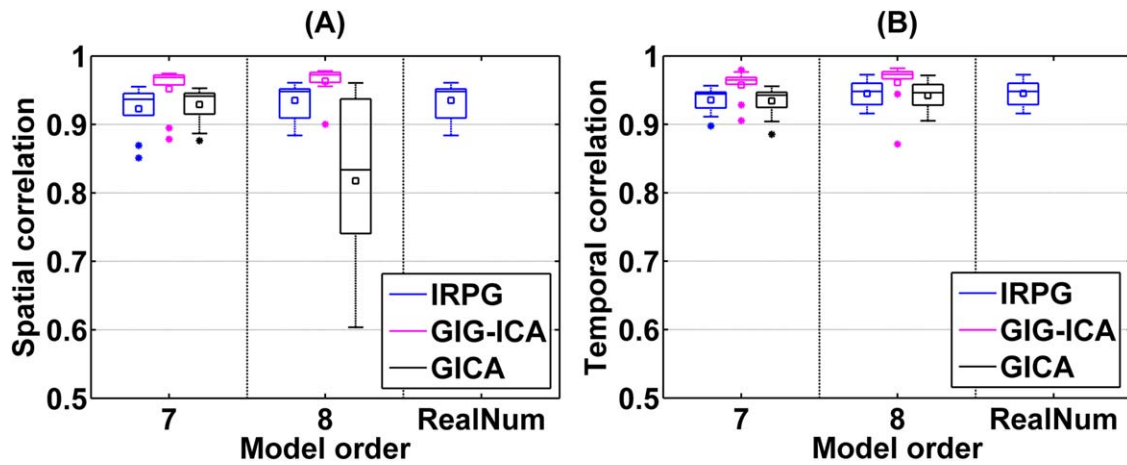 (A)
Spatial correlation
1
0.9
0.8
0.7
0.6
0.5
IRPG
GIG-ICA
GICA
7 8 RealNum
Model order
(B)
Temporal correlation
1
0.9
0.8
0.7
0.6
0.5
IRPG
GIG-ICA
GICA
7 8 RealNum
Model order